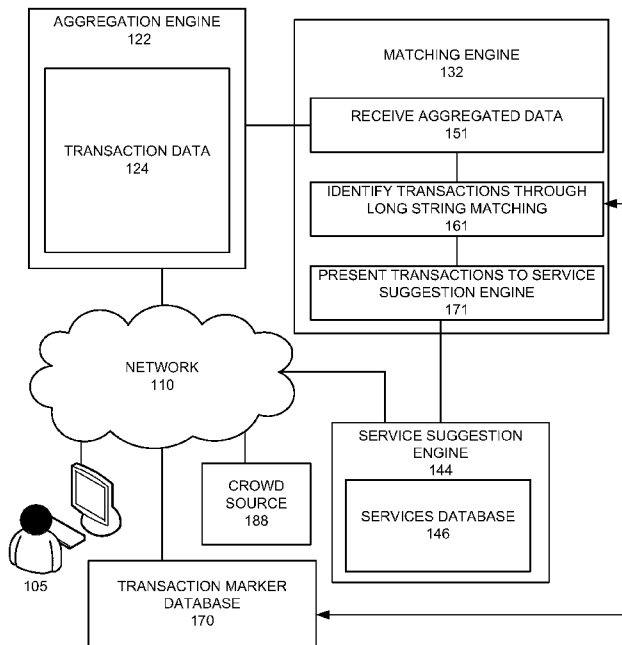 AGGREGATION ENGINE
122
TRANSACTION DATA
124
MATCHING ENGINE
132
RECEIVE AGGREGATED DATA
151
IDENTIFY TRANSACTIONS THROUGH
LONG STRING MATCHING
161
PRESENT TRANSACTIONS TO SERVICE
SUGGESTION ENGINE
171
NETWORK
110
SERVICE SUGGESTION
ENGINE
144
SERVICES DATABASE
146
CROWD
SOURCE
188
105
TRANSACTION MARKER
DATABASE
170